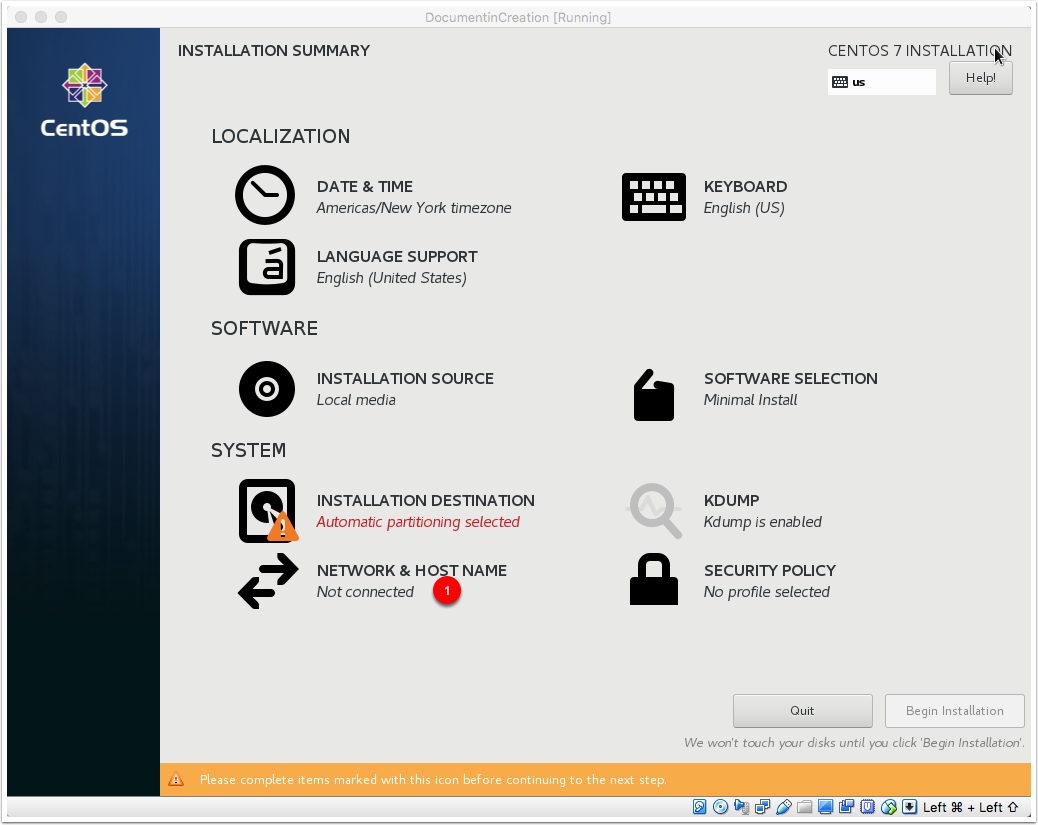 DocumentinCreation [Running]
INSTALLATION SUMMARY
CENTOS 7 INSTALLATION
us
Help!
CentOS
LOCALIZATION
DATE & TIME
Americas/New York timezone
KEYBOARD
English (US)
á
LANGUAGE SUPPORT
English (United States)
SOFTWARE
INSTALLATION SOURCE
Local media
SOFTWARE SELECTION
Minimal Install
SYSTEM
INSTALLATION DESTINATION
Automatic partitioning selected
KDUMP
Kdump is enabled
NETWORK & HOST NAME
Not connected
1
SECURITY POLICY
No profile selected
Quit
Begin Installation
We won't touch your disks until you click 'Begin Installation'.
Please complete items marked with this icon before continuing to the next step.
Left ⌘ + Left ⇧